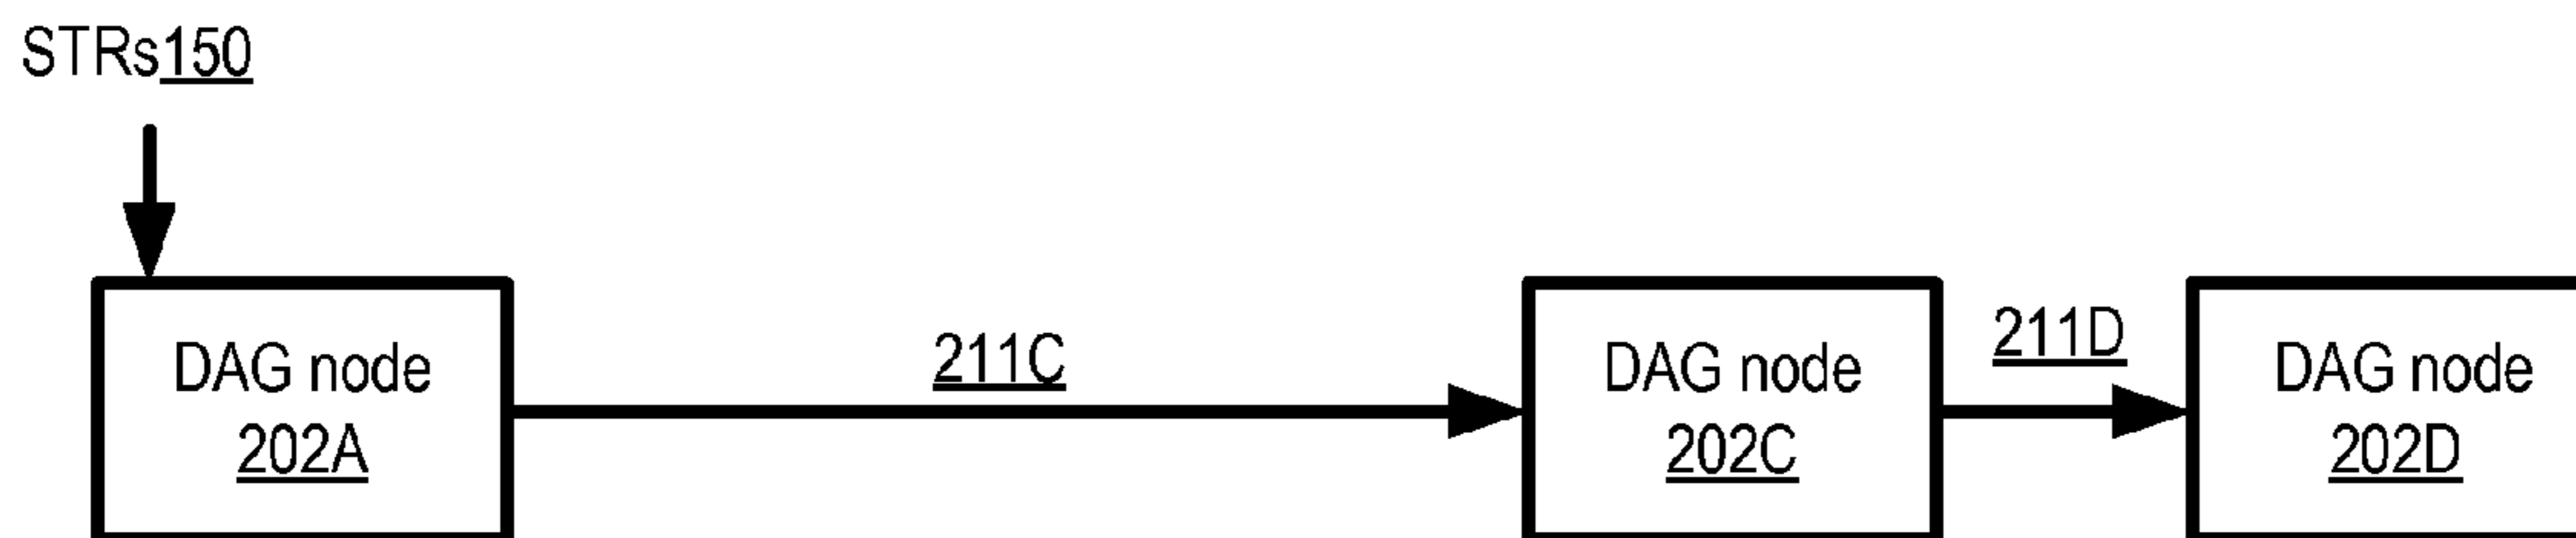 STRs150
211C
211D
DAG node
202A
DAG node
202C
DAG node
202D